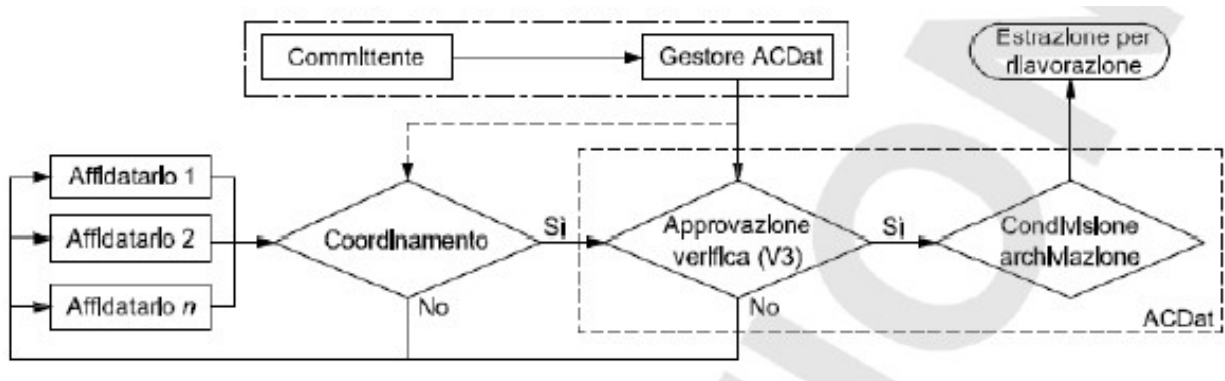 Committente
Gestore ACDat
Estrazione per
rilavorazione
Affidatario 1
Affidatario 2
Affidatario n
Coordinamento
Sì
Approvazione
verifica (V3)
Sì
Condivisione
archiviazione
No
No
ACDat